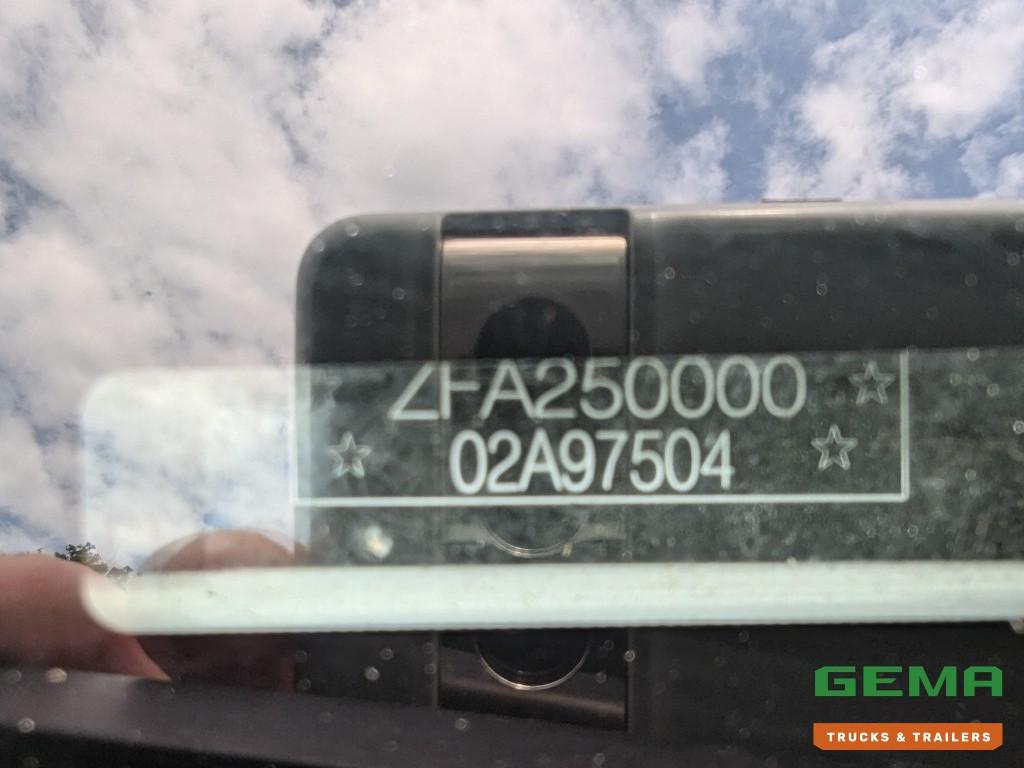 ZFA250000
02A97504
GEMA
TRUCKS & TRAILERS